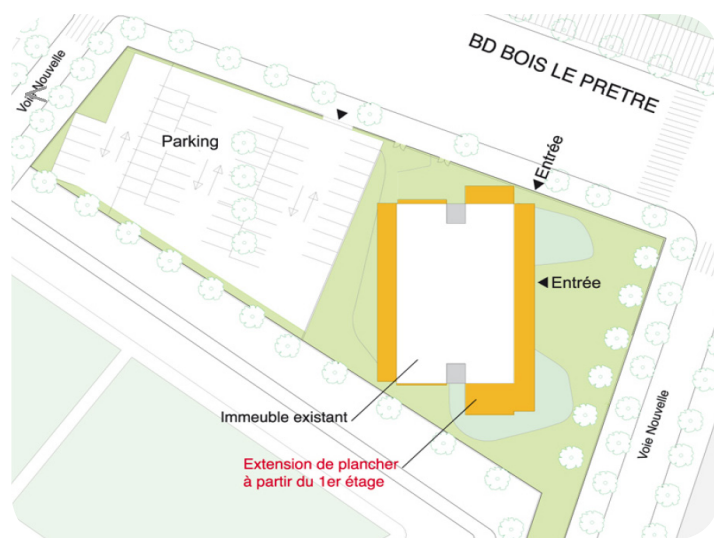 Voie Nouvelle
BD BOIS LE PRETRE
Parking
Entrée
Entrée
Immeuble existant
Extension de plancher
à partir du 1er étage
Voie Nouvelle